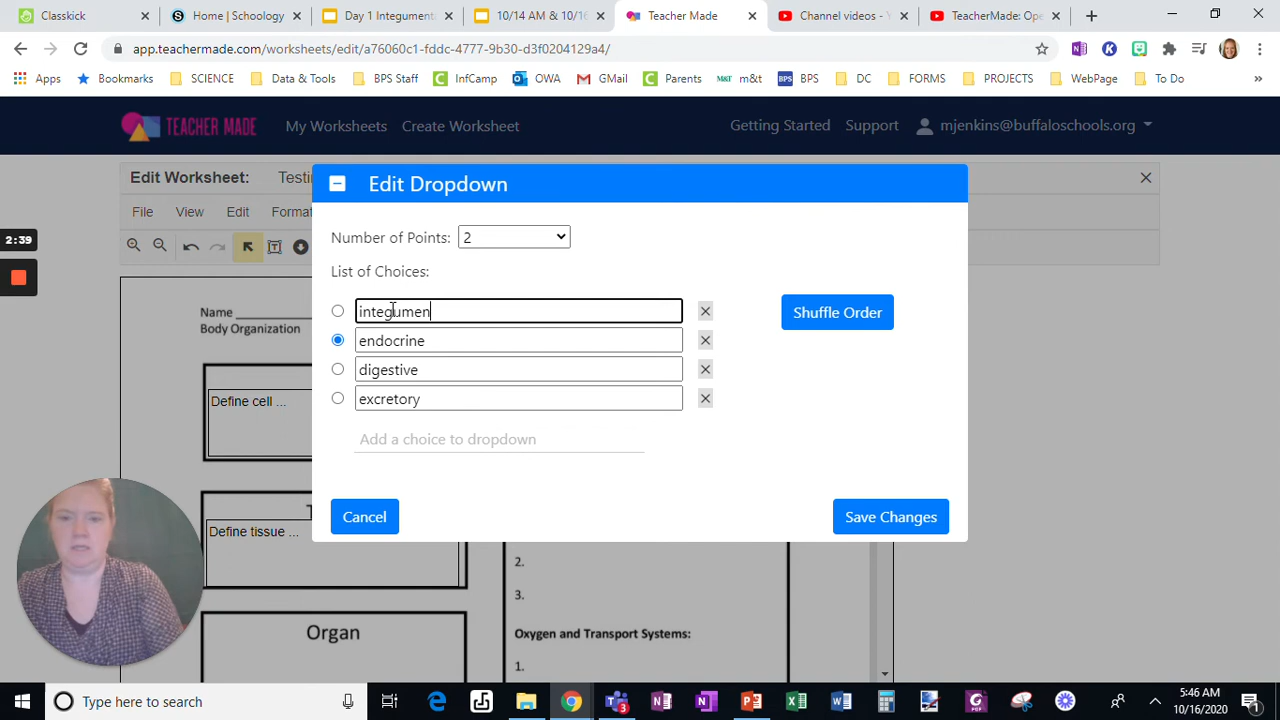 Classkick
Home | Schoology
Day 1 Integument
10/14 AM & 10/16
Teacher Made
Channel videos - Y
TeacherMade: Ope
app.teachermade.com/worksheets/edit/a76060c1-fddc-4777-9b30-d3f0204129a4/
Apps
Bookmarks
SCIENCE
Data & Tools
BPS Staff
InfCamp
OWA
GMail
Parents
m&t
BPS
DC
FORMS
PROJECTS
WebPage
To Do
TEACHER MADE
My Worksheets
Create Worksheet
Getting Started
Support
mjenkins@buffaloschools.org
Edit Worksheet:
Testi
Edit Dropdown
File
View
Edit
Format
Number of Points:
2
2:39
List of Choices:
Name
Body Organization
integumen
Shuffle Order
endocrine
digestive
excretory
Define cell ...
Add a choice to dropdown
Cancel
Save Changes
Define tissue ...
2.
3.
Organ
Oxygen and Transport Systems:
1.
Type here to search
3
5:46 AM
10/16/2020
1